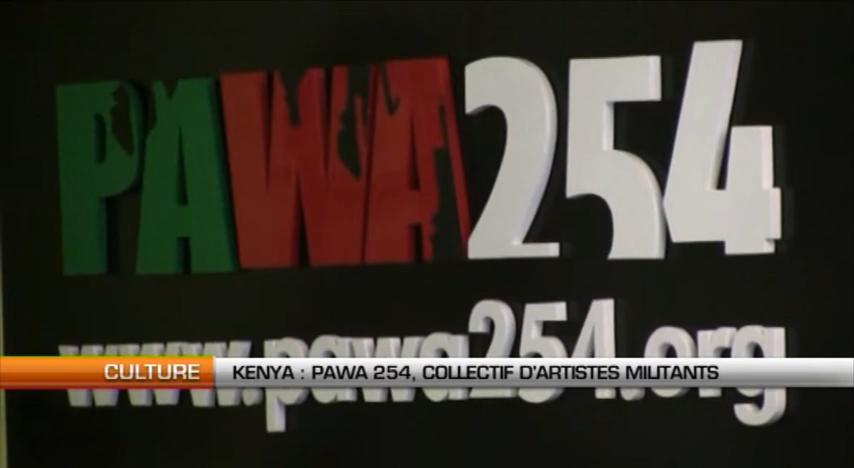 PAWA254
www.pawa254.org
CULTURE KENYA : PAWA 254, COLLECTIF D'ARTISTES MILITANTS